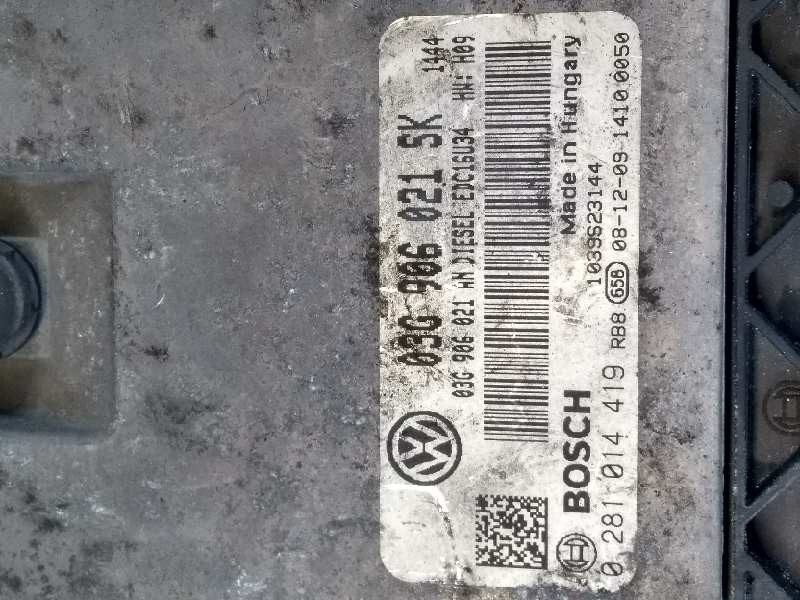 03G 906 021 SK 1444
03G 906 021 AN DIESEL EDC16U34 HW: H09
BOSCH Made in Hungary
1039S23144
0 281 014 419 RB8 658 08-12-09 1410 0050